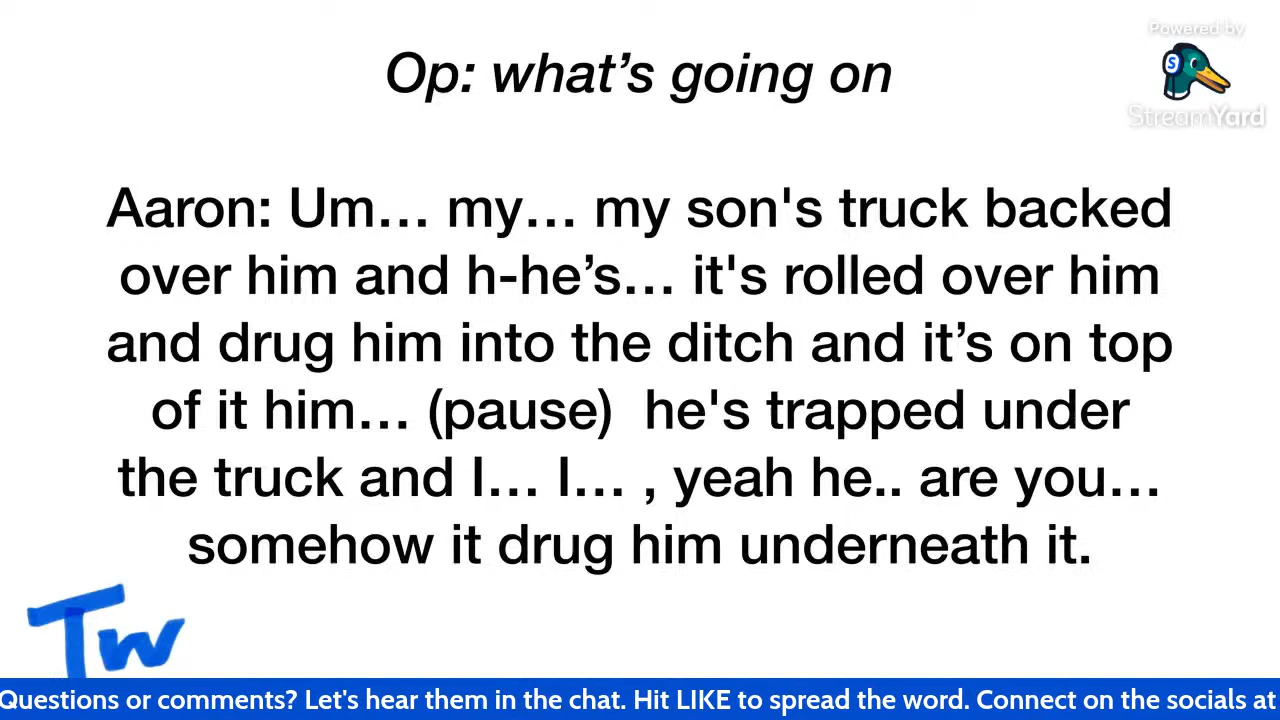 Powered by
Op: what’s going on
S
StreamYard
Aaron: Um… my… my son's truck backed
over him and h-he’s… it's rolled over him
and drug him into the ditch and it’s on top
of it him… (pause)  he's trapped under
the truck and I… I… , yeah he.. are you…
somehow it drug him underneath it.
Tw
Questions or comments? Let's hear them in the chat. Hit LIKE to spread the word. Connect on the socials at